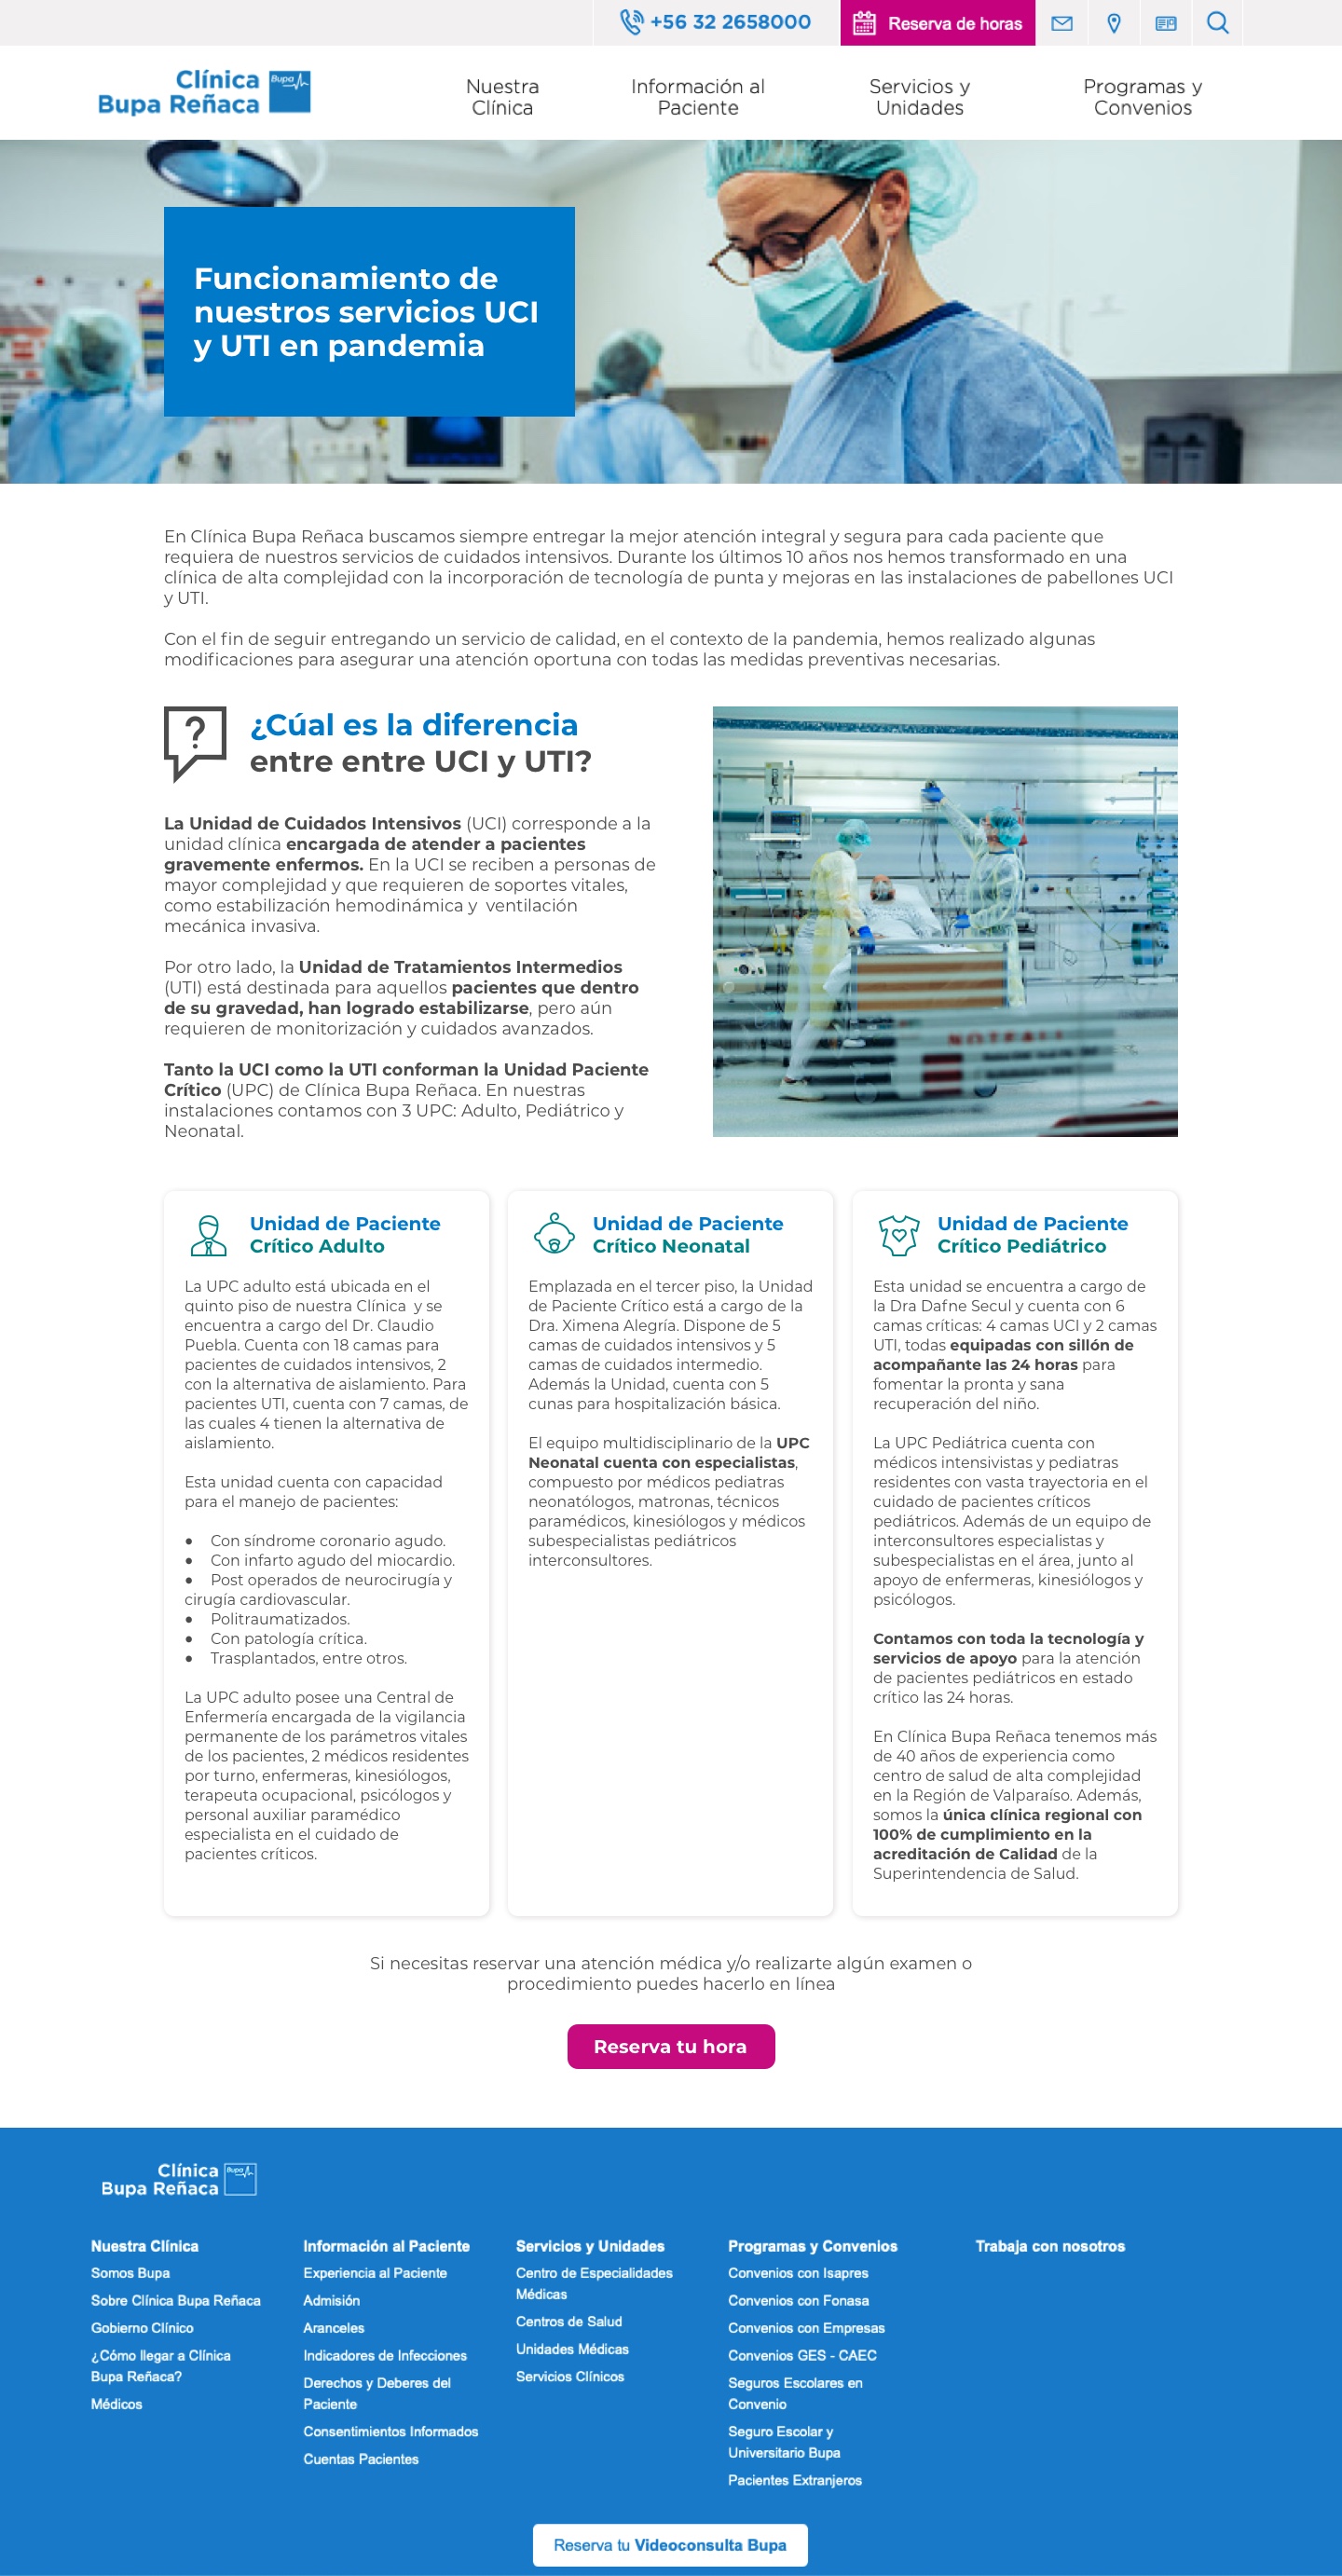 +56 32 2658000
Reserva de horas
Clínica
Bupa Reñaca
Bupa
Nuestra
Clínica
Información al
Paciente
Servicios y
Unidades
Programas y
Convenios
Funcionamiento de
nuestros servicios UCI
y UTI en pandemia
En Clínica Bupa Reñaca buscamos siempre entregar la mejor atención integral y segura para cada paciente que
requiera de nuestros servicios de cuidados intensivos. Durante los últimos 10 años nos hemos transformado en una
clínica de alta complejidad con la incorporación de tecnología de punta y mejoras en las instalaciones de pabellones UCI
y UTI.
Con el fin de seguir entregando un servicio de calidad, en el contexto de la pandemia, hemos realizado algunas
modificaciones para asegurar una atención oportuna con todas las medidas preventivas necesarias.
¿Cúal es la diferencia
entre entre UCI y UTI?
La Unidad de Cuidados Intensivos (UCI) corresponde a la
unidad clínica encargada de atender a pacientes
gravemente enfermos. En la UCI se reciben a personas de
mayor complejidad y que requieren de soportes vitales,
como estabilización hemodinámica y ventilación
mecánica invasiva.
Por otro lado, la Unidad de Tratamientos Intermedios
(UTI) está destinada para aquellos pacientes que dentro
de su gravedad, han logrado estabilizarse, pero aún
requieren de monitorización y cuidados avanzados.
Tanto la UCI como la UTI conforman la Unidad Paciente
Crítico (UPC) de Clínica Bupa Reñaca. En nuestras
instalaciones contamos con 3 UPC: Adulto, Pediátrico y
Neonatal.
NOTFALL
Unidad de Paciente
Crítico Adulto
La UPC adulto está ubicada en el
quinto piso de nuestra Clínica y se
encuentra a cargo del Dr. Claudio
Puebla. Cuenta con 18 camas para
pacientes de cuidados intensivos, 2
con la alternativa de aislamiento. Para
pacientes UTI, cuenta con 7 camas, de
las cuales 4 tienen la alternativa de
aislamiento.
Esta unidad cuenta con capacidad
para el manejo de pacientes:
● Con síndrome coronario agudo.
● Con infarto agudo del miocardio.
● Post operados de neurocirugía y
cirugía cardiovascular.
● Politraumatizados.
● Con patología crítica.
● Trasplantados, entre otros.
La UPC adulto posee una Central de
Enfermería encargada de la vigilancia
permanente de los parámetros vitales
de los pacientes, 2 médicos residentes
por turno, enfermeras, kinesiólogos,
terapeuta ocupacional, psicólogos y
personal auxiliar paramédico
especialista en el cuidado de
pacientes críticos.
Unidad de Paciente
Crítico Neonatal
Emplazada en el tercer piso, la Unidad
de Paciente Crítico está a cargo de la
Dra. Ximena Alegría. Dispone de 5
camas de cuidados intensivos y 5
camas de cuidados intermedio.
Además la Unidad, cuenta con 5
cunas para hospitalización básica.
El equipo multidisciplinario de la UPC
Neonatal cuenta con especialistas,
compuesto por médicos pediatras
neonatólogos, matronas, técnicos
paramédicos, kinesiólogos y médicos
subespecialistas pediátricos
interconsultores.
Unidad de Paciente
Crítico Pediátrico
Esta unidad se encuentra a cargo de
la Dra Dafne Secul y cuenta con 6
camas críticas: 4 camas UCI y 2 camas
UTI, todas equipadas con sillón de
acompañante las 24 horas para
fomentar la pronta y sana
recuperación del niño.
La UPC Pediátrica cuenta con
médicos intensivistas y pediatras
residentes con vasta trayectoria en el
cuidado de pacientes críticos
pediátricos. Además de un equipo de
interconsultores especialistas y
subespecialistas en el área, junto al
apoyo de enfermeras, kinesiólogos y
psicólogos.
Contamos con toda la tecnología y
servicios de apoyo para la atención
de pacientes pediátricos en estado
crítico las 24 horas.
En Clínica Bupa Reñaca tenemos más
de 40 años de experiencia como
centro de salud de alta complejidad
en la Región de Valparaíso. Además,
somos la única clínica regional con
100% de cumplimiento en la
acreditación de Calidad de la
Superintendencia de Salud.
Si necesitas reservar una atención médica y/o realizarte algún examen o
procedimiento puedes hacerlo en línea
Reserva tu hora
Clínica
Bupa Reñaca
Bupa
Nuestra Clínica
Somos Bupa
Sobre Clínica Bupa Reñaca
Gobierno Clínico
¿Cómo llegar a Clínica
Bupa Reñaca?
Médicos
Información al Paciente
Experiencia al Paciente
Admisión
Aranceles
Indicadores de Infecciones
Derechos y Deberes del
Paciente
Consentimientos Informados
Cuentas Pacientes
Servicios y Unidades
Centro de Especialidades
Médicas
Centros de Salud
Unidades Médicas
Servicios Clínicos
Programas y Convenios
Convenios con Isapres
Convenios con Fonasa
Convenios con Empresas
Convenios GES - CAEC
Seguros Escolares en
Convenio
Seguro Escolar y
Universitario Bupa
Pacientes Extranjeros
Trabaja con nosotros
Reserva tu Videoconsulta Bupa